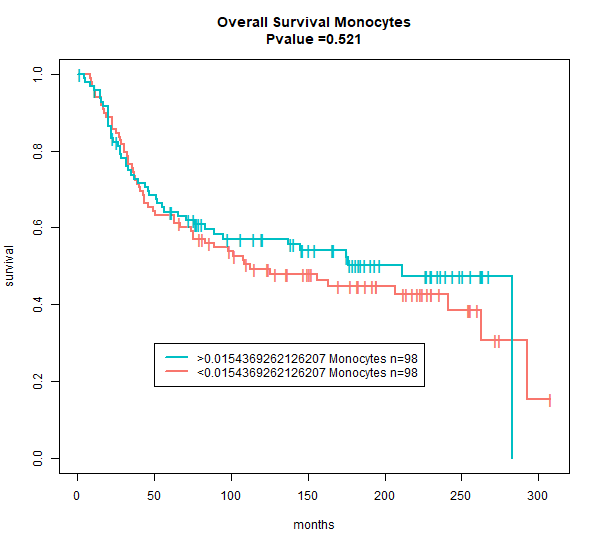 Overall Survival Monocytes
Pvalue =0.521
survival
1.0
0.8
0.6
0.4
0.2
0.0
>0.0154369262126207 Monocytes n=98
<0.0154369262126207 Monocytes n=98
0 50 100 150 200 250 300
months